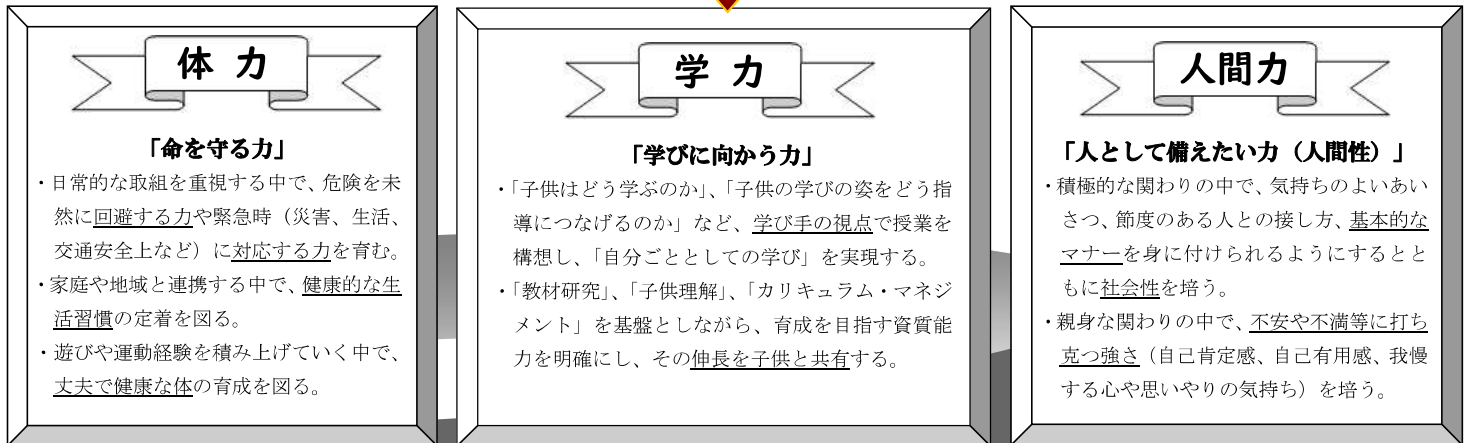 体 力
「命を守る力」
・日常的な取組を重視する中で、危険を未
然に回避する力や緊急時（災害、生活、
交通安全上など）に対応する力を育む。
・家庭や地域と連携する中で、健康的な生
活習慣の定着を図る。
・遊びや運動経験を積み上げていく中で、
丈夫で健康な体の育成を図る。
学 力
「学びに向かう力」
・「子供はどう学ぶのか」、「子供の学びの姿をどう指
導につなげるのか」など、学び手の視点で授業を
構想し、「自分ごととしての学び」を実現する。
・「教材研究」、「子供理解」、「カリキュラム・マネジ
メント」を基盤としながら、育成を目指す資質能
力を明確にし、その伸長を子供と共有する。
人間力
「人として備えたい力（人間性）」
・積極的な関わりの中で、気持ちのよいあい
さつ、節度のある人との接し方、基本的な
マナーを身に付けられるようにするとと
もに社会性を培う。
・親身な関わりの中で、不安や不満等に打ち
克つ強さ（自己肯定感、自己有用感、我慢
する心や思いやりの気持ち）を培う。